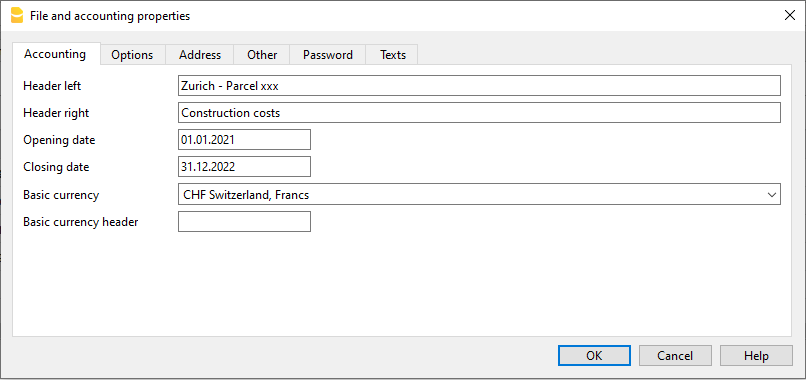 File and accounting properties
Accounting Options Address Other Password Texts
Header left Zurich - Parcel xxx
Header right Construction costs
Opening date 01.01.2021
Closing date 31.12.2022
Basic currency CHF Switzerland, Francs
Basic currency header
OK Cancel Help